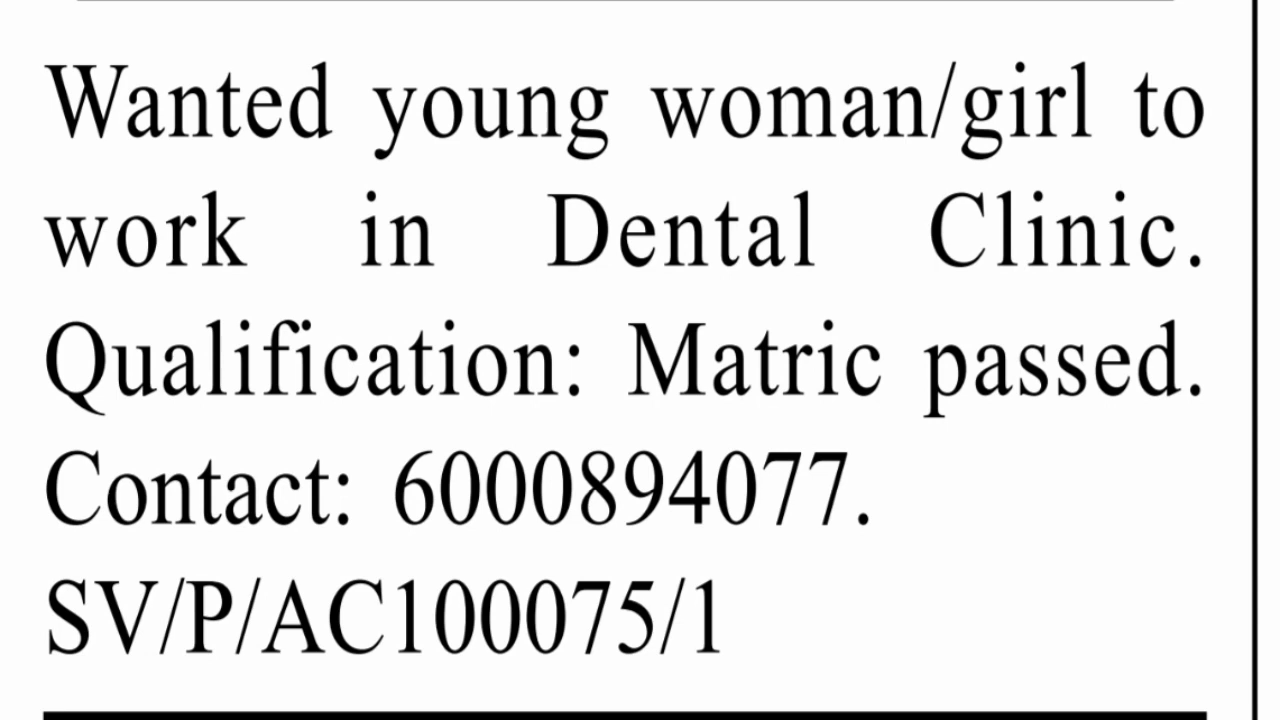 Wanted young woman/girl to
work in Dental Clinic.
Qualification: Matric passed.
Contact: 6000894077.
SV/P/AC100075/1